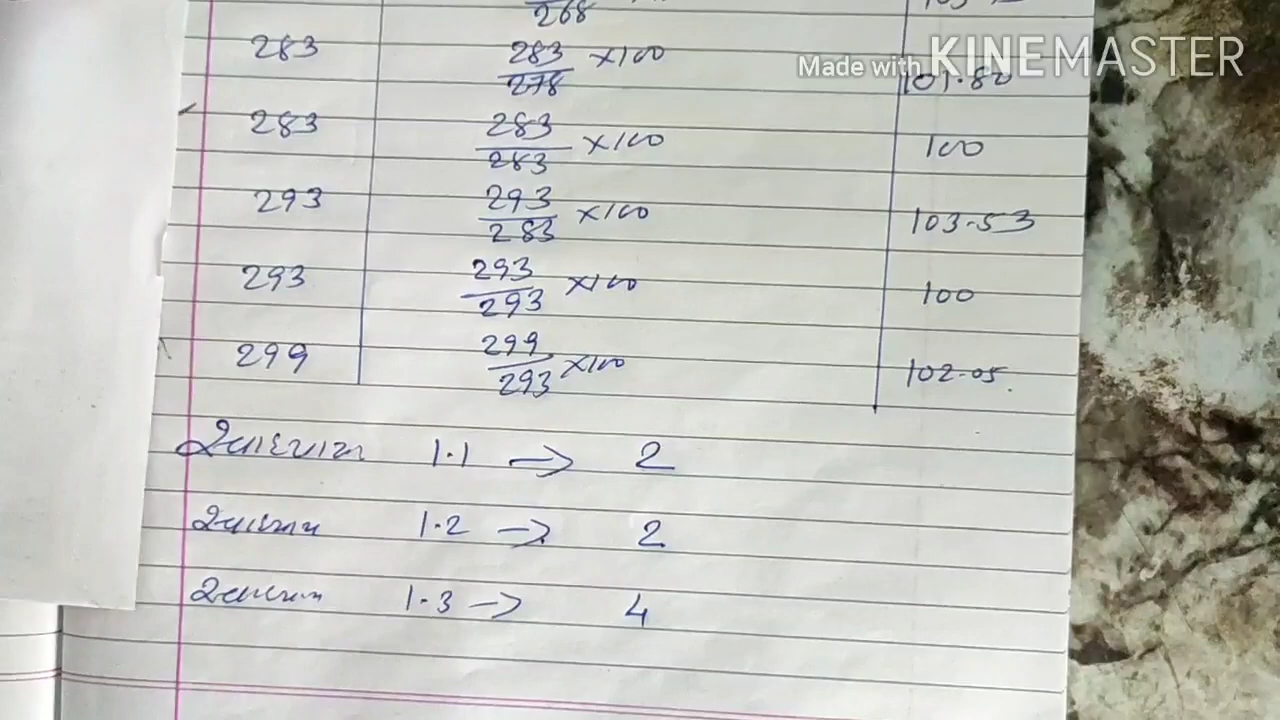 268
Made with KINEMASTER
283 283/278 ×100 101.80
283 283/283 ×100 100
293 293/283 ×100 103.53
293 293/293 ×100 100
299 299/293 ×100 102.05
1.1 → 2
1.2 → 2
1.3 → 4